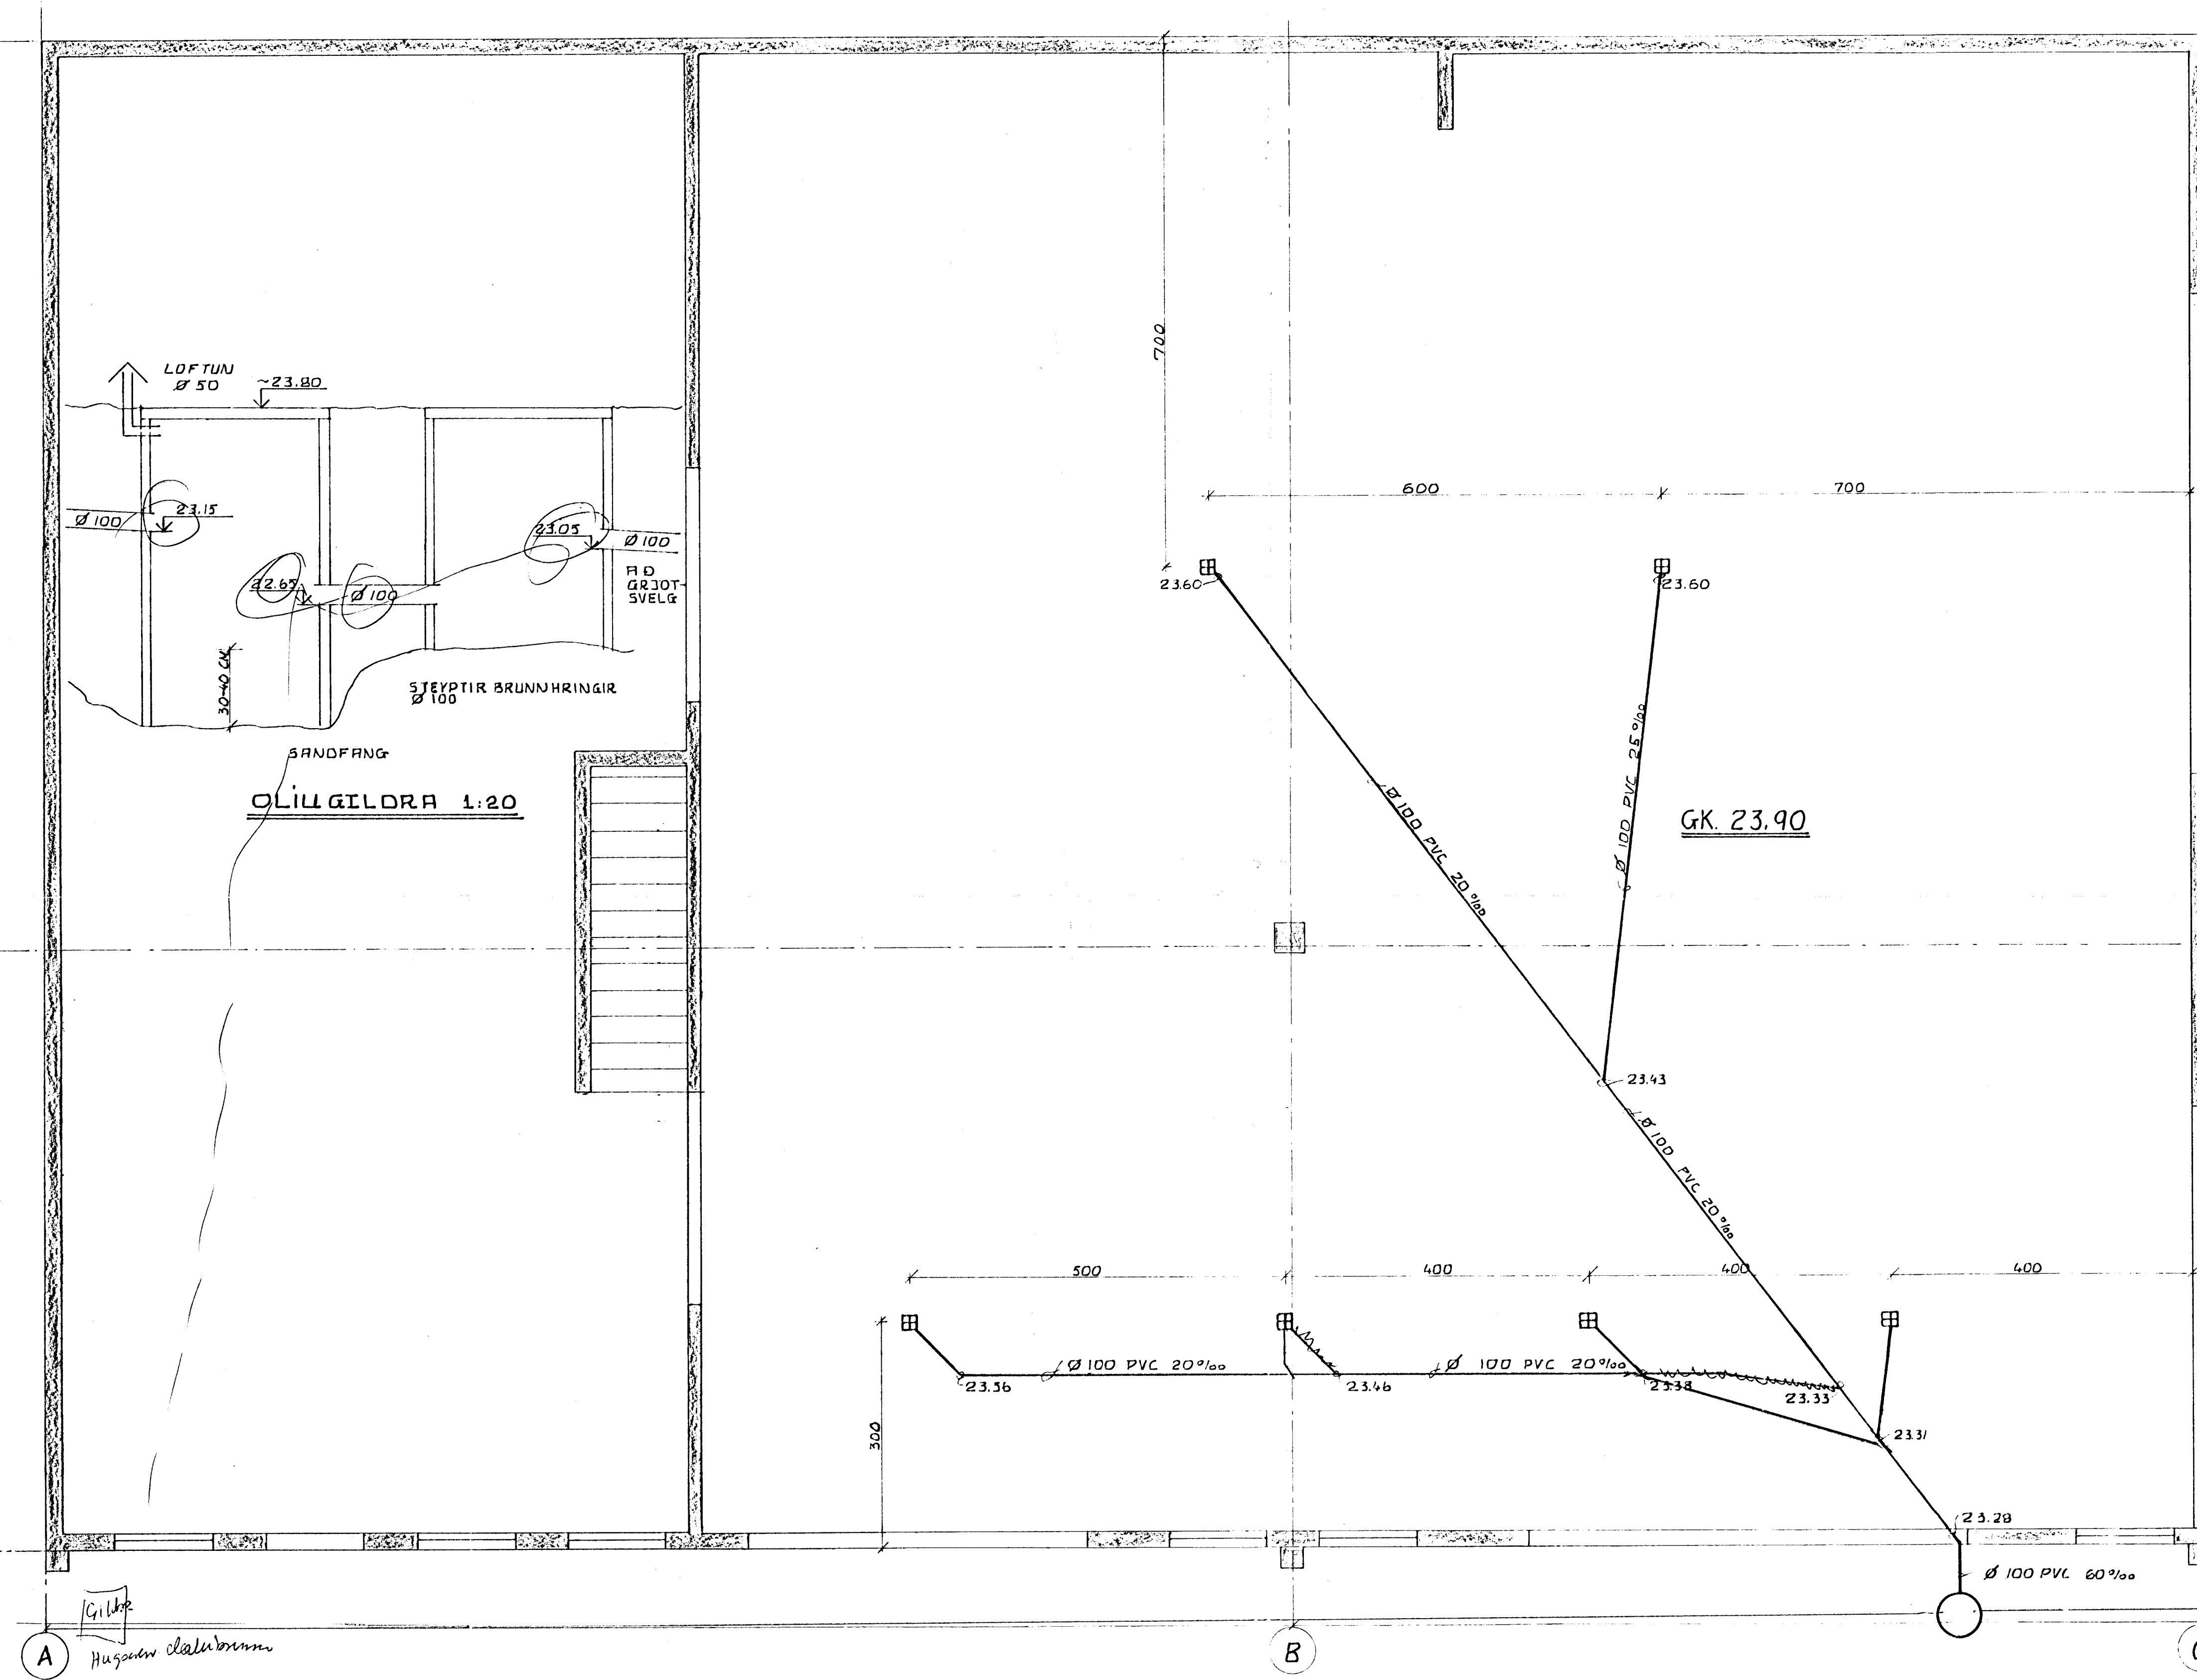 LOFTUN
Ø 50
~23.80
Ø 100
23.15
22.65
Ø 100
23.05
Ø 100
AÐ
GRJOT-
SVELG
30-40 CM
STEYPTIR BRUNNHRINGIR
Ø 100
SANDFANG
OLÍUGILDRA 1:20
700
600
700
23.60
23.60
Ø 100 PVC 20‰
Ø 100 PVC 25‰
GK. 23.90
23.43
Ø 100 PVC 20‰
500
400
400
400
300
Ø 100 PVC 20‰
Ø 100 PVC 20‰
23.56
23.46
23.38
23.33
23.31
23.28
Ø 100 PVC 60‰
A
B